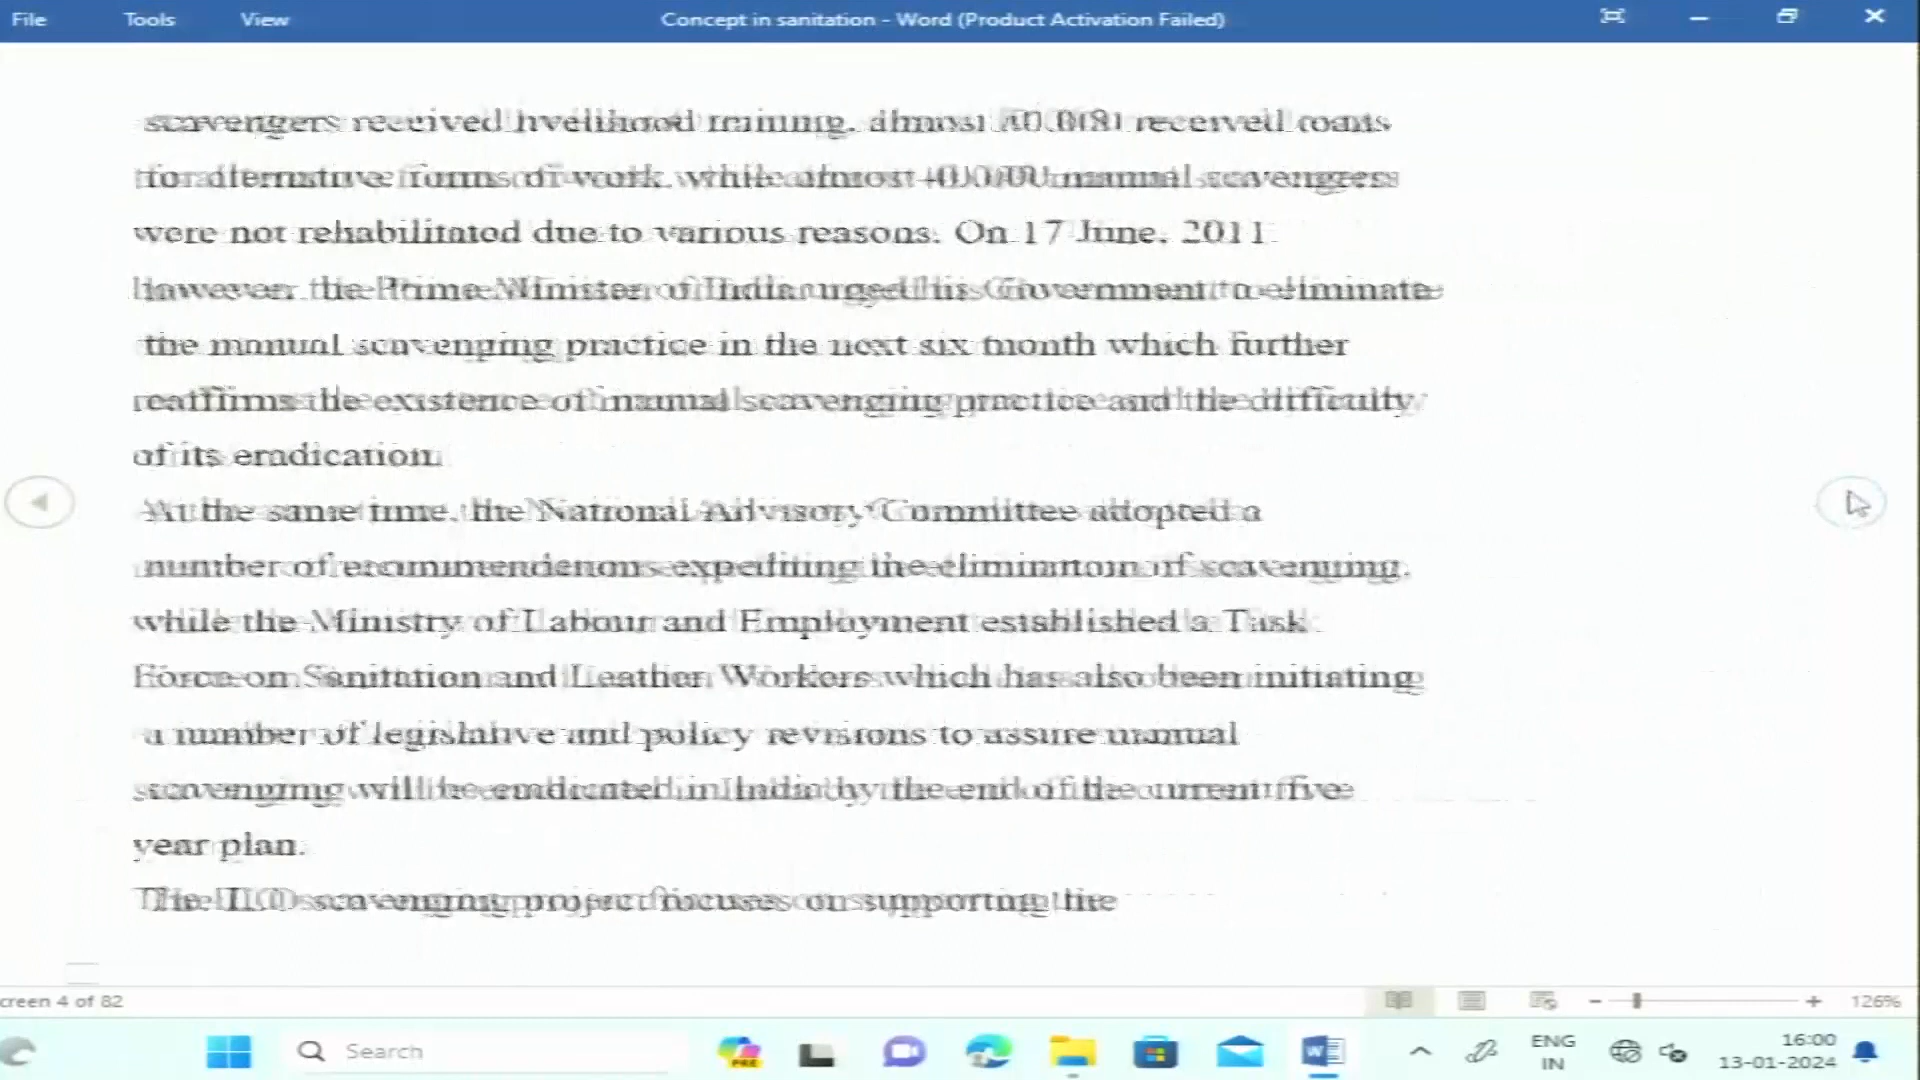 File Tools View Concept in sanitation - Word (Product Activation Failed)
scavengers received livelihood training, almost received loans
for alternative forms of work, while almost manual scavengers
were not rehabilitated due to various reasons. On 17 June, 2011
however, the Prime Minister of India urged his Government to eliminate
the manual scavenging practice in the next six month which further
reaffirms the existence of manual scavenging practice and the difficulty
of its eradication.
At the same time, the National Advisory Committee adopted a
number of expediting the elimination of scavenging,
while the Ministry of Labour and Employment established a Task
Force on Sanitation and Leather Workers which has also been initiating
a number of legislative and policy revisions to assure manual
scavenging will be eradicated in India by the end of the current five
year plan.
The ILO scavenging project focuses on supporting the
creen 4 of 82
126%
Search
PRE
ENG
IN
16:00
13-01-2024